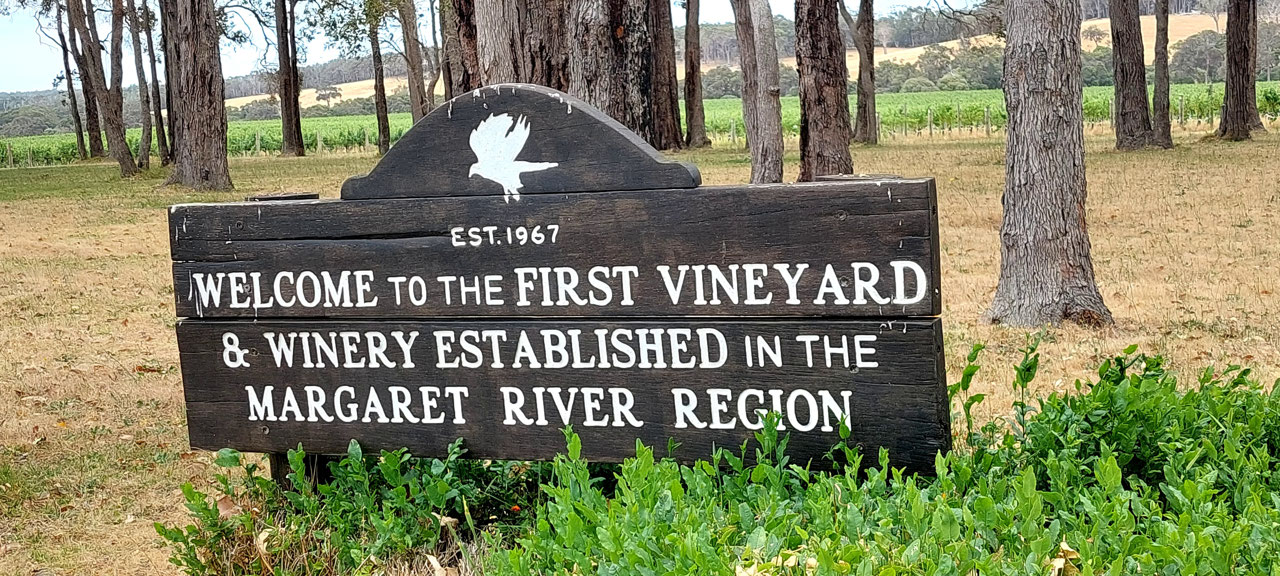 EST. 1967
WELCOME TO THE FIRST VINEYARD
& WINERY ESTABLISHED IN THE
MARGARET RIVER REGION